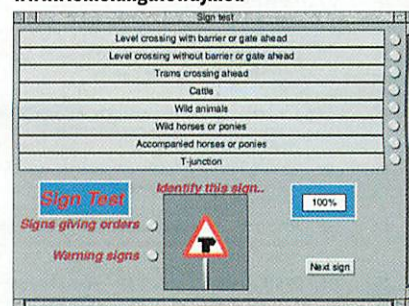 Sign test
Level crossing with barrier or gate ahead
Level crossing without barrier or gate ahead
Trams crossing ahead
Cattle
Wild animals
Wild horses or ponies
Accompanied horses or ponies
T-junction
Sign Test
Identify this sign..
100%
Signs giving orders
Warning signs
Next sign